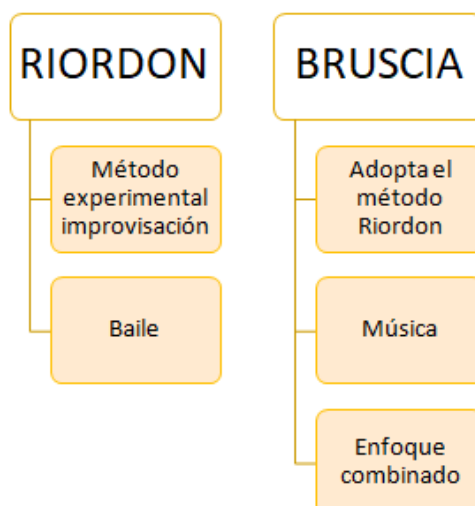 RIORDON
Método
experimental
improvisación
Baile
BRUSCIA
Adopta el
método
Riordon
Música
Enfoque
combinado